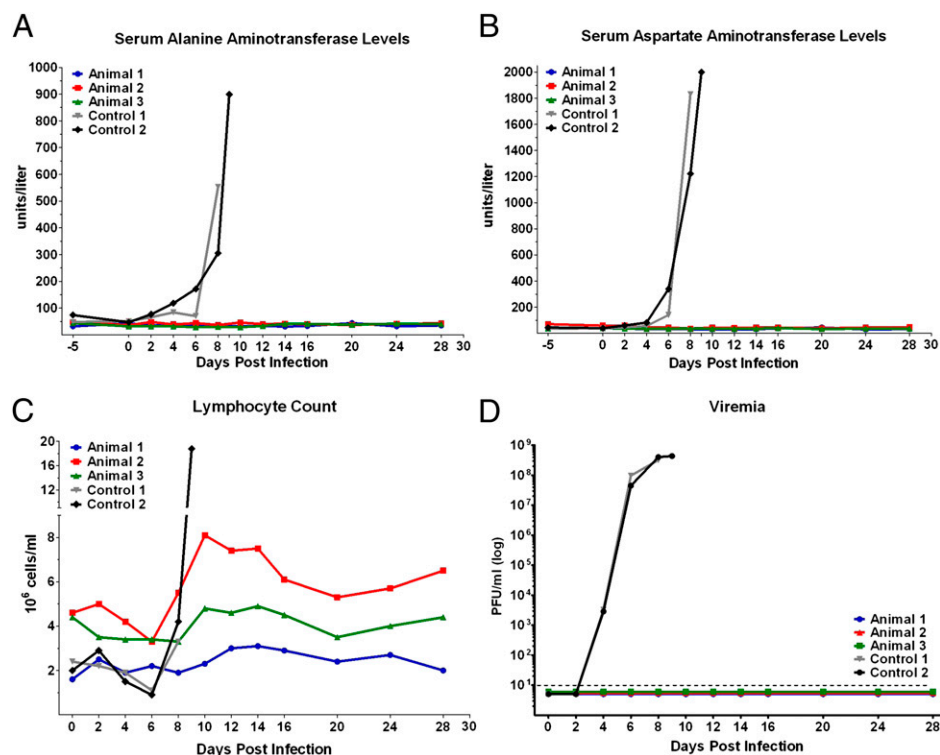 A
Serum Alanine Aminotransferase Levels
Animal 1
Animal 2
Animal 3
Control 1
Control 2
1000
900
800
700
600
500
400
300
200
100
units/liter
-5 0 2 4 6 8 10 12 14 16 20 24 28 30
Days Post Infection
B
Serum Aspartate Aminotransferase Levels
Animal 1
Animal 2
Animal 3
Control 1
Control 2
2000
1800
1600
1400
1200
1000
800
600
400
200
units/liter
-5 0 2 4 6 8 10 12 14 16 20 24 28 30
Days Post Infection
C
Lymphocyte Count
Animal 1
Animal 2
Animal 3
Control 1
Control 2
20
18
16
14
12
8
6
4
2
10⁶ cells/ml
0 2 4 6 8 10 12 14 16 20 24 28
Days Post Infection
D
Viremia
10⁹
10⁸
10⁷
10⁶
10⁵
10⁴
10³
10²
10¹
PFU/ml (log)
Animal 1
Animal 2
Animal 3
Control 1
Control 2
0 2 4 6 8 10 12 14 16 20 24 28
Days Post Infection